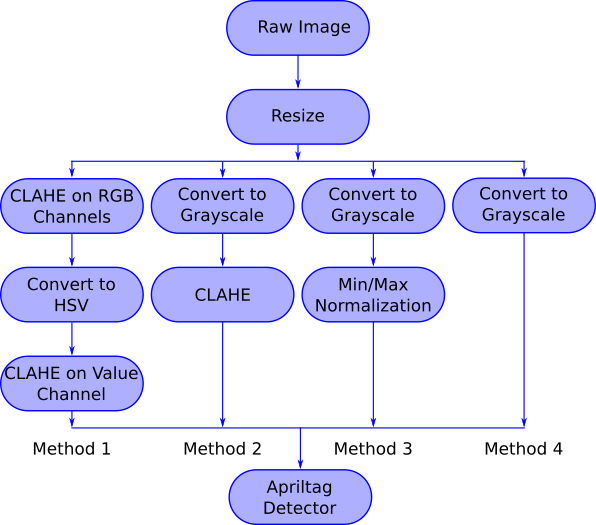 Raw Image
Resize
CLAHE on RGB
Channels
Convert to
Grayscale
Convert to
Grayscale
Convert to
Grayscale
Convert to
HSV
CLAHE
Min/Max
Normalization
CLAHE on Value
Channel
Method 1
Method 2
Method 3
Method 4
Apriltag
Detector